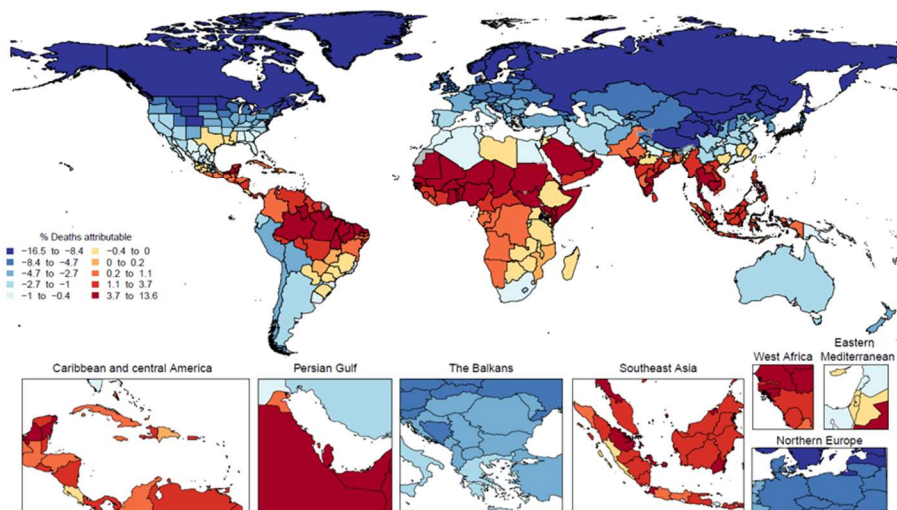 % Deaths attributable
−16.5 to −8.4
−8.4 to −4.7
−4.7 to −2.7
−2.7 to −1
−1 to −0.4
−0.4 to 0
0 to 0.2
0.2 to 1.1
1.1 to 3.7
3.7 to 13.6
Caribbean and central America
Persian Gulf
The Balkans
Southeast Asia
West Africa
Eastern
Mediterranean
Northern Europe